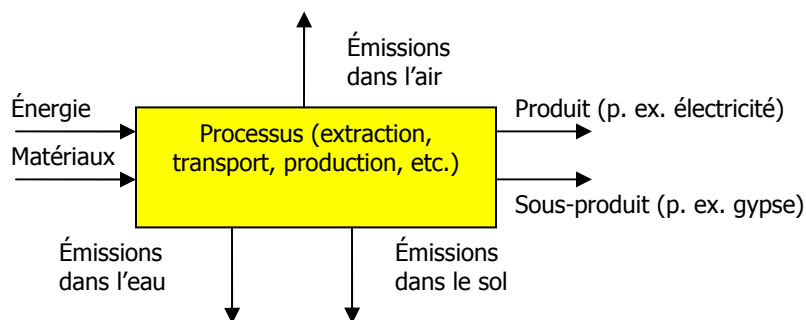 Émissions
dans l’air
Énergie
Matériaux
Processus (extraction,
transport, production, etc.)
Produit (p. ex. électricité)
Sous-produit (p. ex. gypse)
Émissions
dans l’eau
Émissions
dans le sol